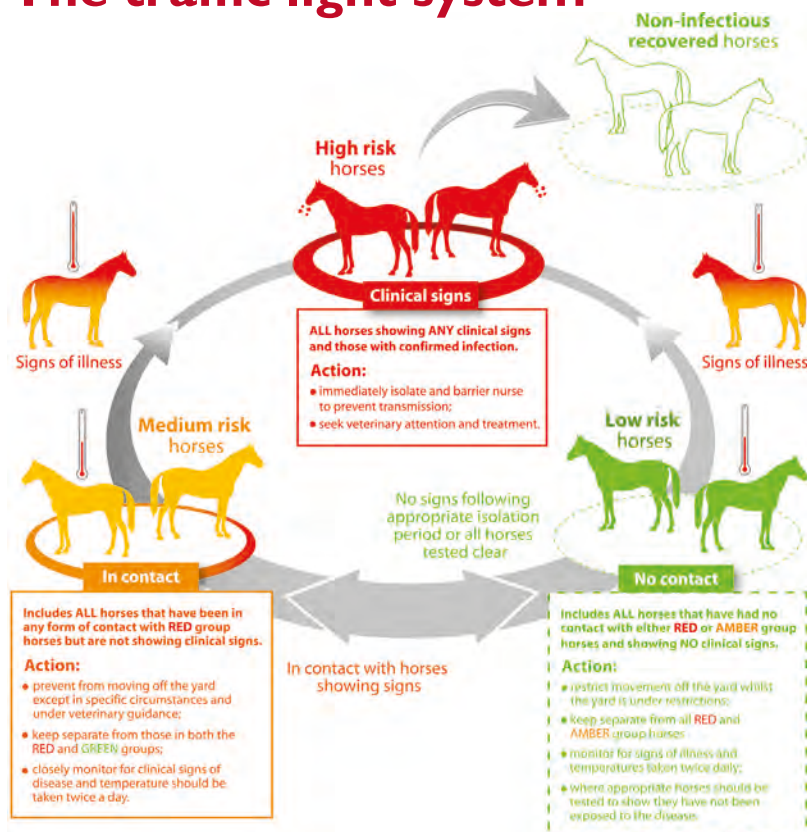 The traffic light system
Non-infectious
recovered horses
High risk
horses
Clinical signs
ALL horses showing ANY clinical signs
and those with confirmed infection.
Action:
• immediately isolate and barrier nurse
to prevent transmission;
• seek veterinary attention and treatment.
Signs of illness
Signs of illness
Medium risk
horses
Low risk
horses
No signs following
appropriate isolation
period or all horses
tested clear
In contact
Includes ALL horses that have been in
any form of contact with RED group
horses but are not showing clinical signs.
Action:
• prevent from moving off the yard
except in specific circumstances and
under veterinary guidance;
• keep separate from those in both the
RED and GREEN groups;
• closely monitor for clinical signs of
disease and temperature should be
taken twice a day.
In contact with horses
showing signs
No contact
Includes ALL horses that have had no
contact with either RED or AMBER group
horses and showing NO clinical signs.
Action:
• restrict movement off the yard whilst
the yard is under restrictions;
• keep separate from all RED and
AMBER group horses
• monitor for signs of illness and
temperatures taken twice daily;
• where appropriate horses should be
tested to show they have not been
exposed to the disease.